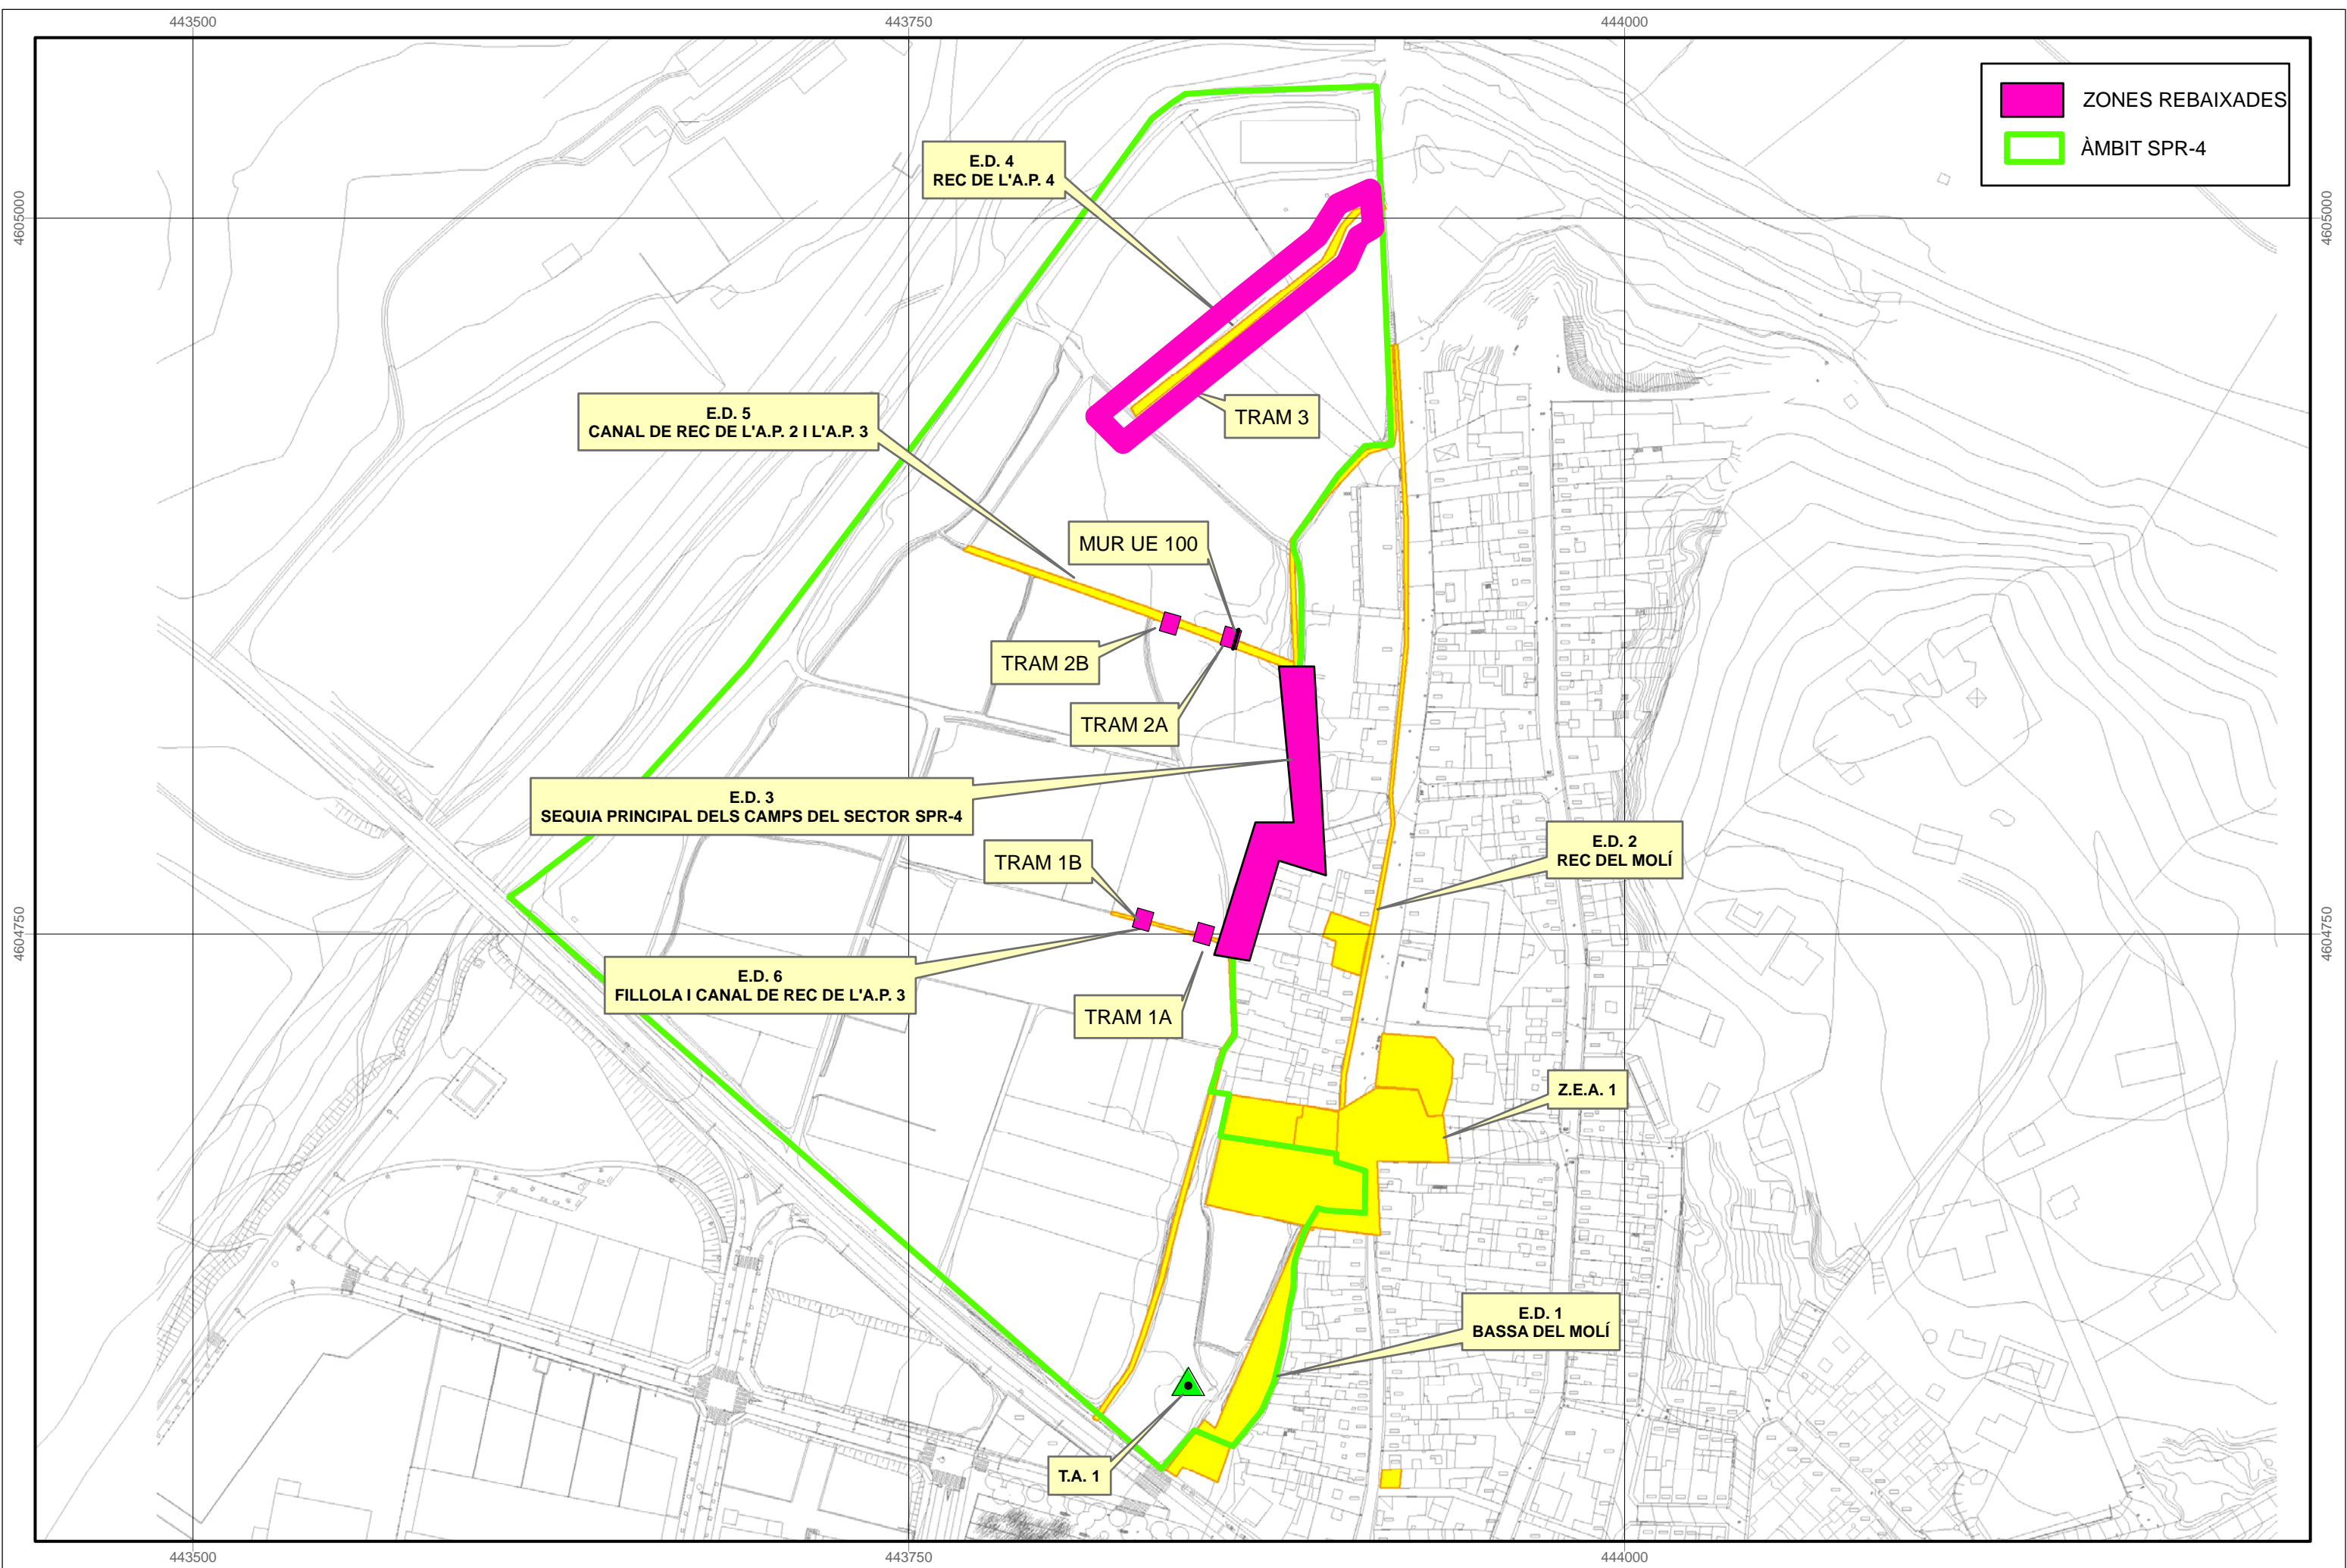 443500
443750
444000
ZONES REBAIXADES
ÀMBIT SPR-4
E.D. 4
REC DE L'A.P. 4
4605000
4605000
E.D. 5
CANAL DE REC DE L'A.P. 2 I L'A.P. 3
TRAM 3
MUR UE 100
TRAM 2B
TRAM 2A
E.D. 3
SEQUIA PRINCIPAL DELS CAMPS DEL SECTOR SPR-4
E.D. 2
REC DEL MOLÍ
TRAM 1B
4604750
4604750
E.D. 6
FILLOLA I CANAL DE REC DE L'A.P. 3
TRAM 1A
Z.E.A. 1
E.D. 1
BASSA DEL MOLÍ
T.A. 1
443500
443750
444000